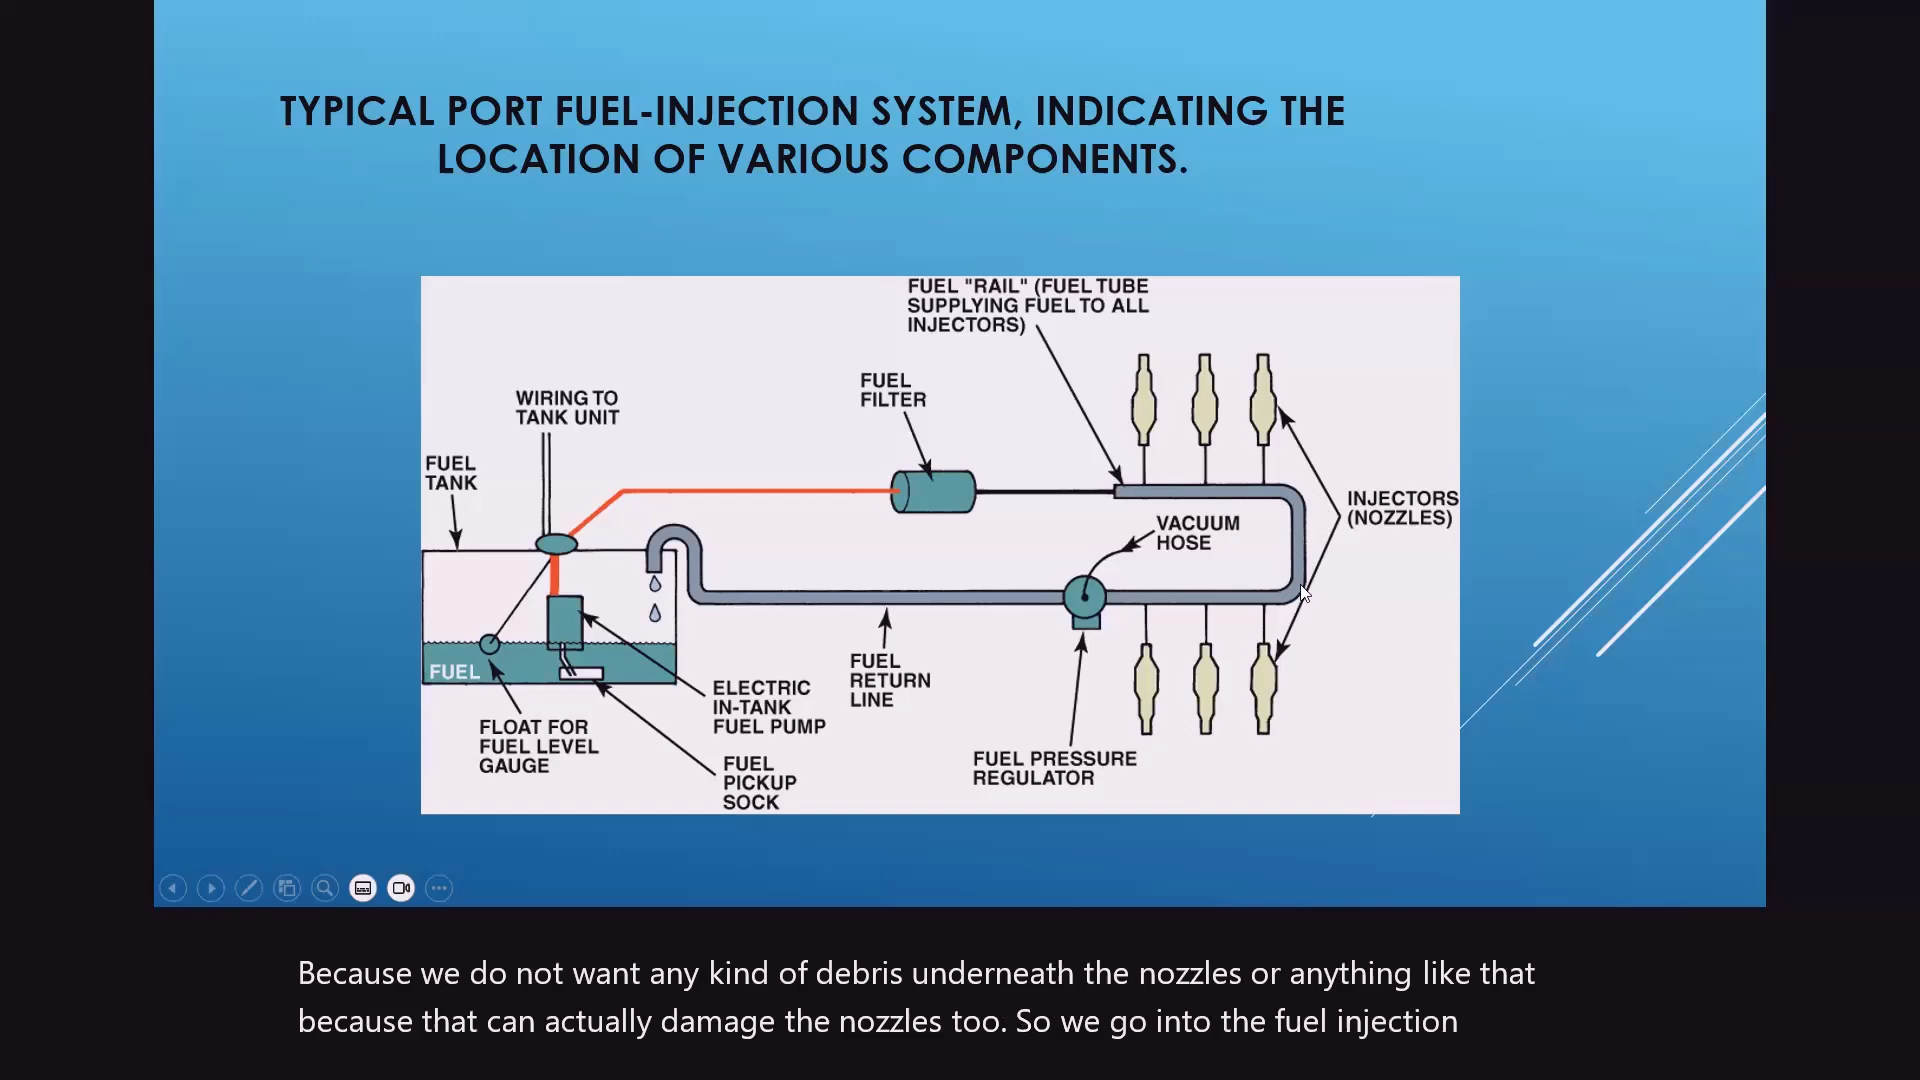 TYPICAL PORT FUEL-INJECTION SYSTEM, INDICATING THE
LOCATION OF VARIOUS COMPONENTS.
FUEL "RAIL" (FUEL TUBE
SUPPLYING FUEL TO ALL
INJECTORS)
FUEL
FILTER
WIRING TO
TANK UNIT
FUEL
TANK
INJECTORS
(NOZZLES)
VACUUM
HOSE
FUEL
FUEL
RETURN
LINE
ELECTRIC
IN-TANK
FUEL PUMP
FLOAT FOR
FUEL LEVEL
GAUGE
FUEL
PICKUP
SOCK
FUEL PRESSURE
REGULATOR
Because we do not want any kind of debris underneath the nozzles or anything like that
because that can actually damage the nozzles too. So we go into the fuel injection